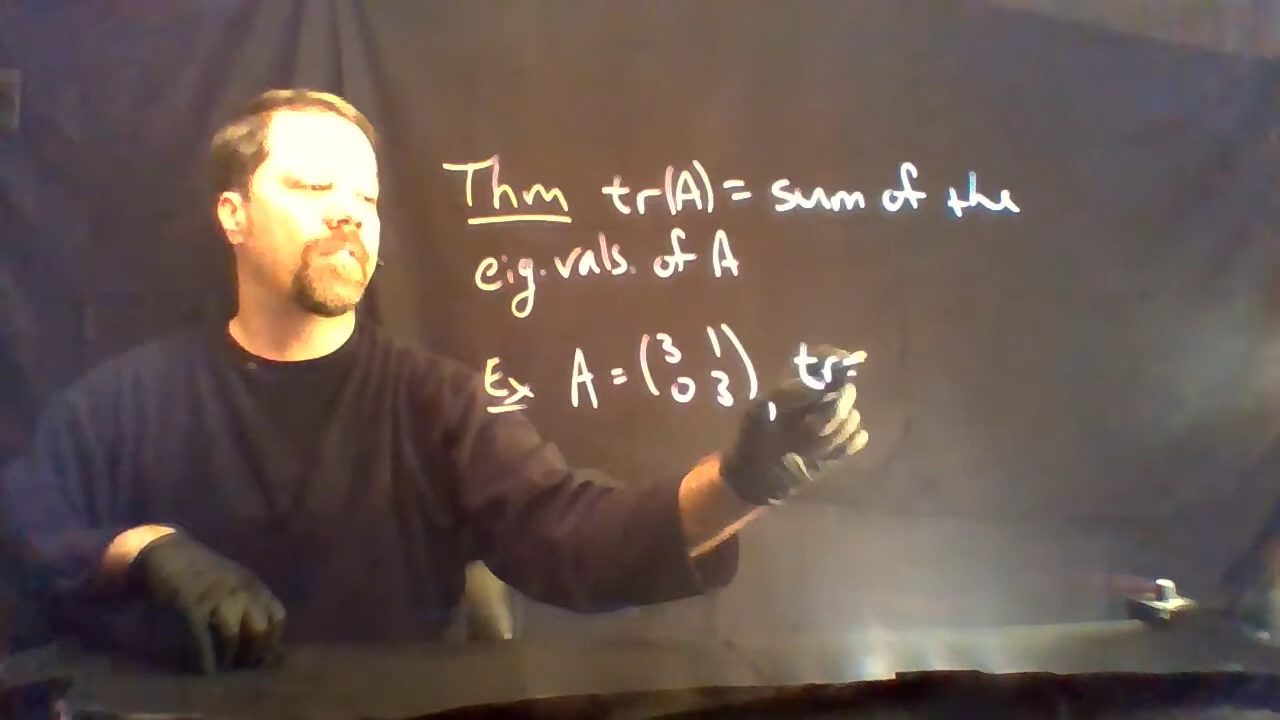 Thm tr(A) = sum of the
eig.vals. of A
Ex A = (3 1
0 3), tr=